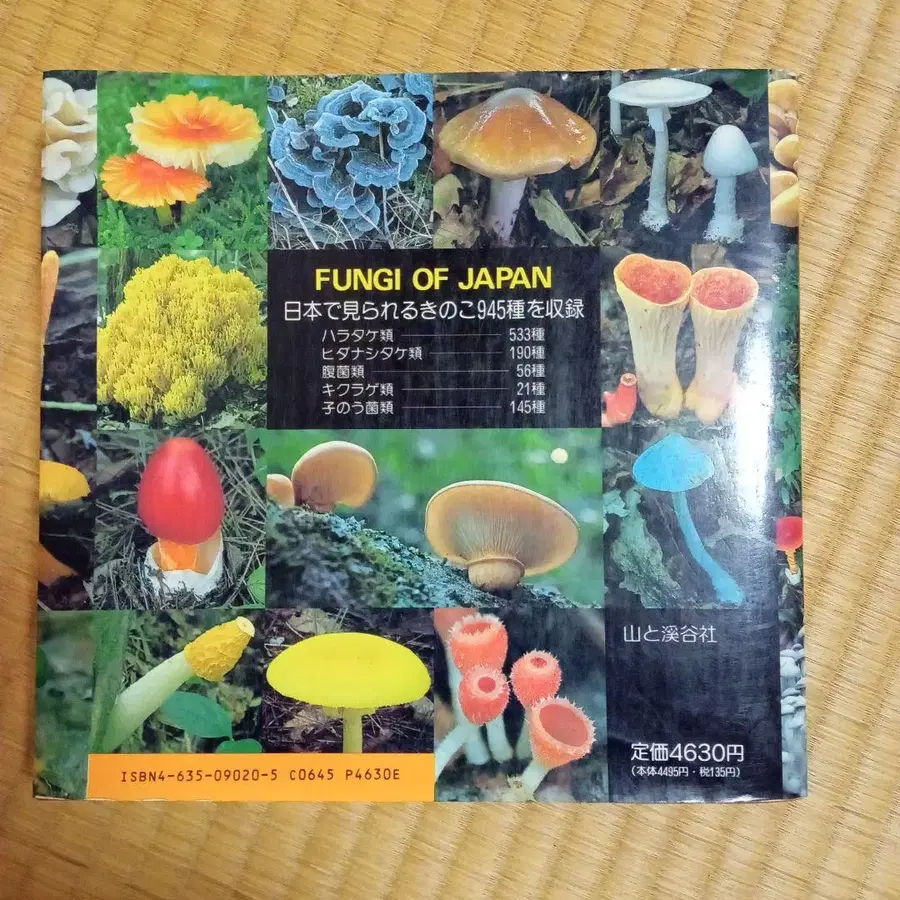 FUNGI OF JAPAN
日本で見られるきのこ945種を収録
ハラタケ類 533種
ヒダナシタケ類 190種
腹菌類 56種
キクラゲ類 21種
子のう菌類 145種
山と溪谷社
定価4630円
(本体4495円・税135円)
ISBN4-635-09020-5 C0645 P4630E